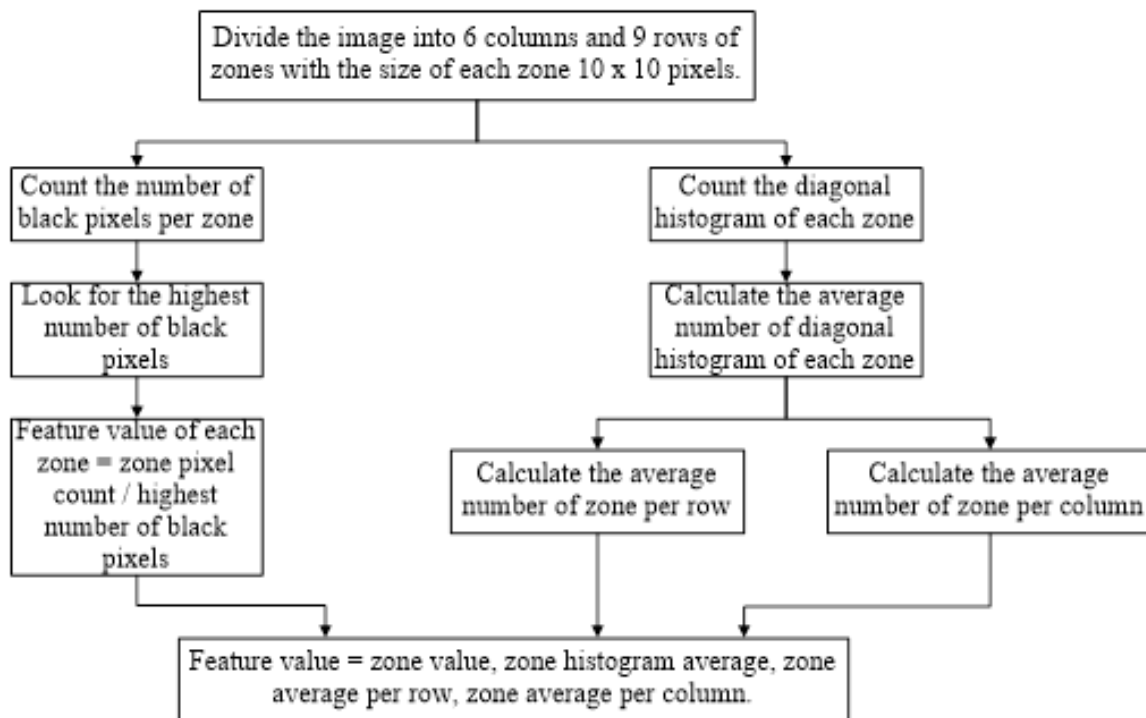 Divide the image into 6 columns and 9 rows of
zones with the size of each zone 10 x 10 pixels.
Count the number of
black pixels per zone
Count the diagonal
histogram of each zone
Look for the highest
number of black
pixels
Calculate the average
number of diagonal
histogram of each zone
Feature value of each
zone = zone pixel
count / highest
number of black
pixels
Calculate the average
number of zone per row
Calculate the average
number of zone per column
Feature value = zone value, zone histogram average, zone
average per row, zone average per column.